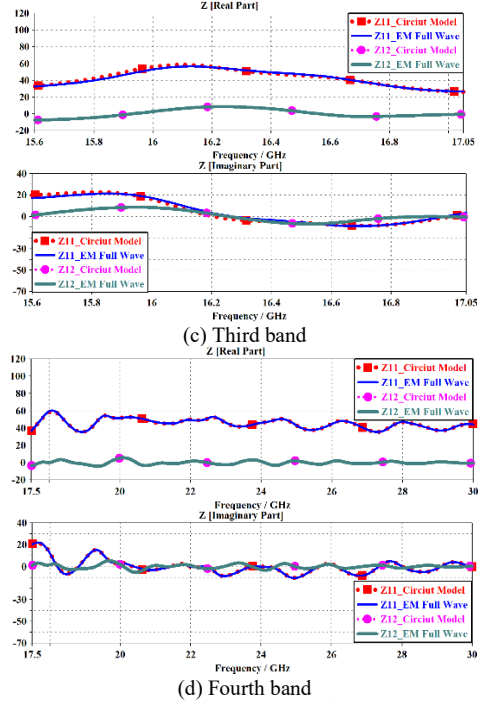 Z [Real Part]
120
100
80
60
40
20
0
-20
Z11_Circiut Model
Z11_EM Full Wave
Z12_Circiut Model
Z12_EM Full Wave
15.6 15.8 16 16.2 16.4 16.6 16.8 17.05
Frequency / GHz
Z [Imaginary Part]
40
20
0
-40
-70
Z11_Circiut Model
Z11_EM Full Wave
Z12_Circiut Model
Z12_EM Full Wave
15.6 15.8 16 16.2 16.4 16.6 16.8 17.05
Frequency / GHz
(c) Third band
Z [Real Part]
120
100
80
60
40
20
0
-20
Z11_Circiut Model
Z11_EM Full Wave
Z12_Circiut Model
Z12_EM Full Wave
17.5 20 22 24 26 28 30
Frequency / GHz
Z [Imaginary Part]
40
20
0
-40
-70
Z11_Circiut Model
Z11_EM Full Wave
Z12_Circiut Model
Z12_EM Full Wave
17.5 20 22 24 26 28 30
Frequency / GHz
(d) Fourth band